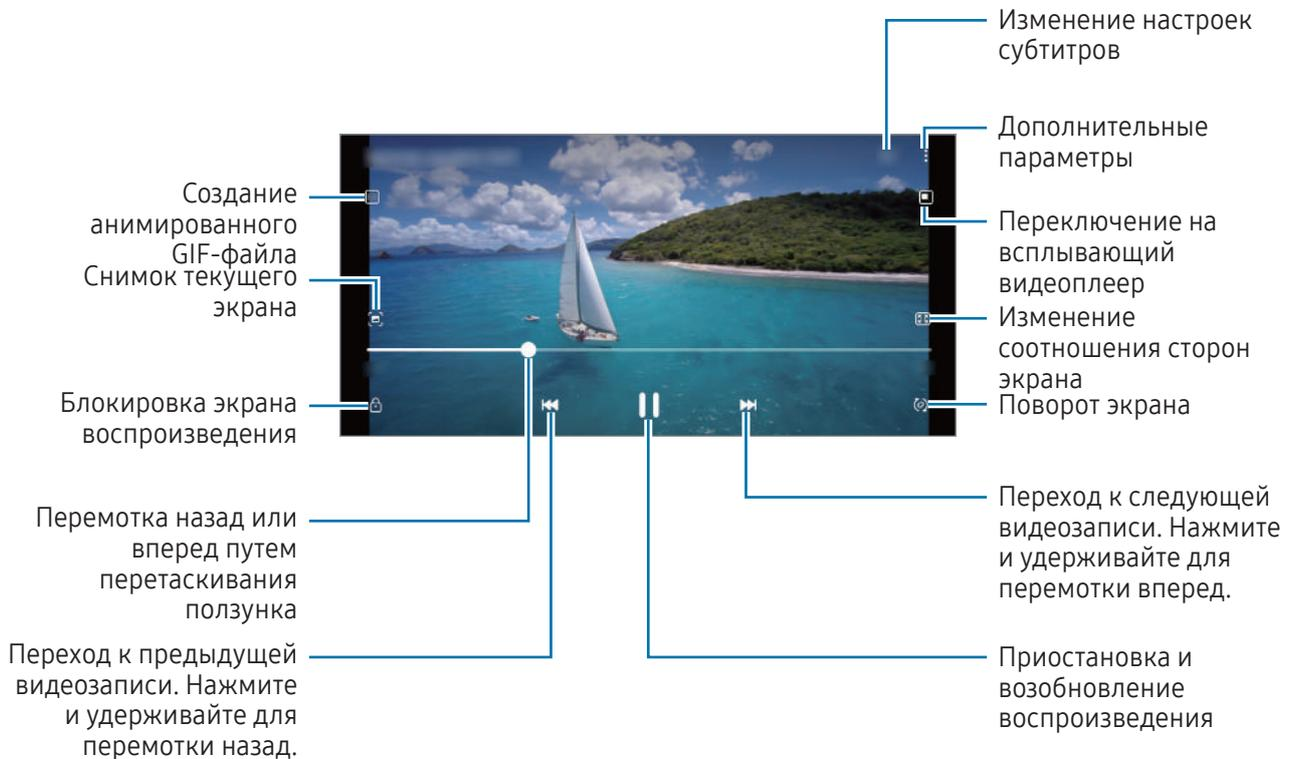 Изменение настроек
субтитров
Дополнительные
параметры
Создание
анимированного
GIF-файла
Переключение на
всплывающий
видеоплеер
Снимок текущего
экрана
Изменение
соотношения сторон
экрана
Блокировка экрана
воспроизведения
Поворот экрана
Перемотка назад или
вперед путем
перетаскивания
ползунка
Переход к следующей
видеозаписи. Нажмите
и удерживайте для
перемотки вперед.
Переход к предыдущей
видеозаписи. Нажмите
и удерживайте для
перемотки назад.
Приостановка и
возобновление
воспроизведения